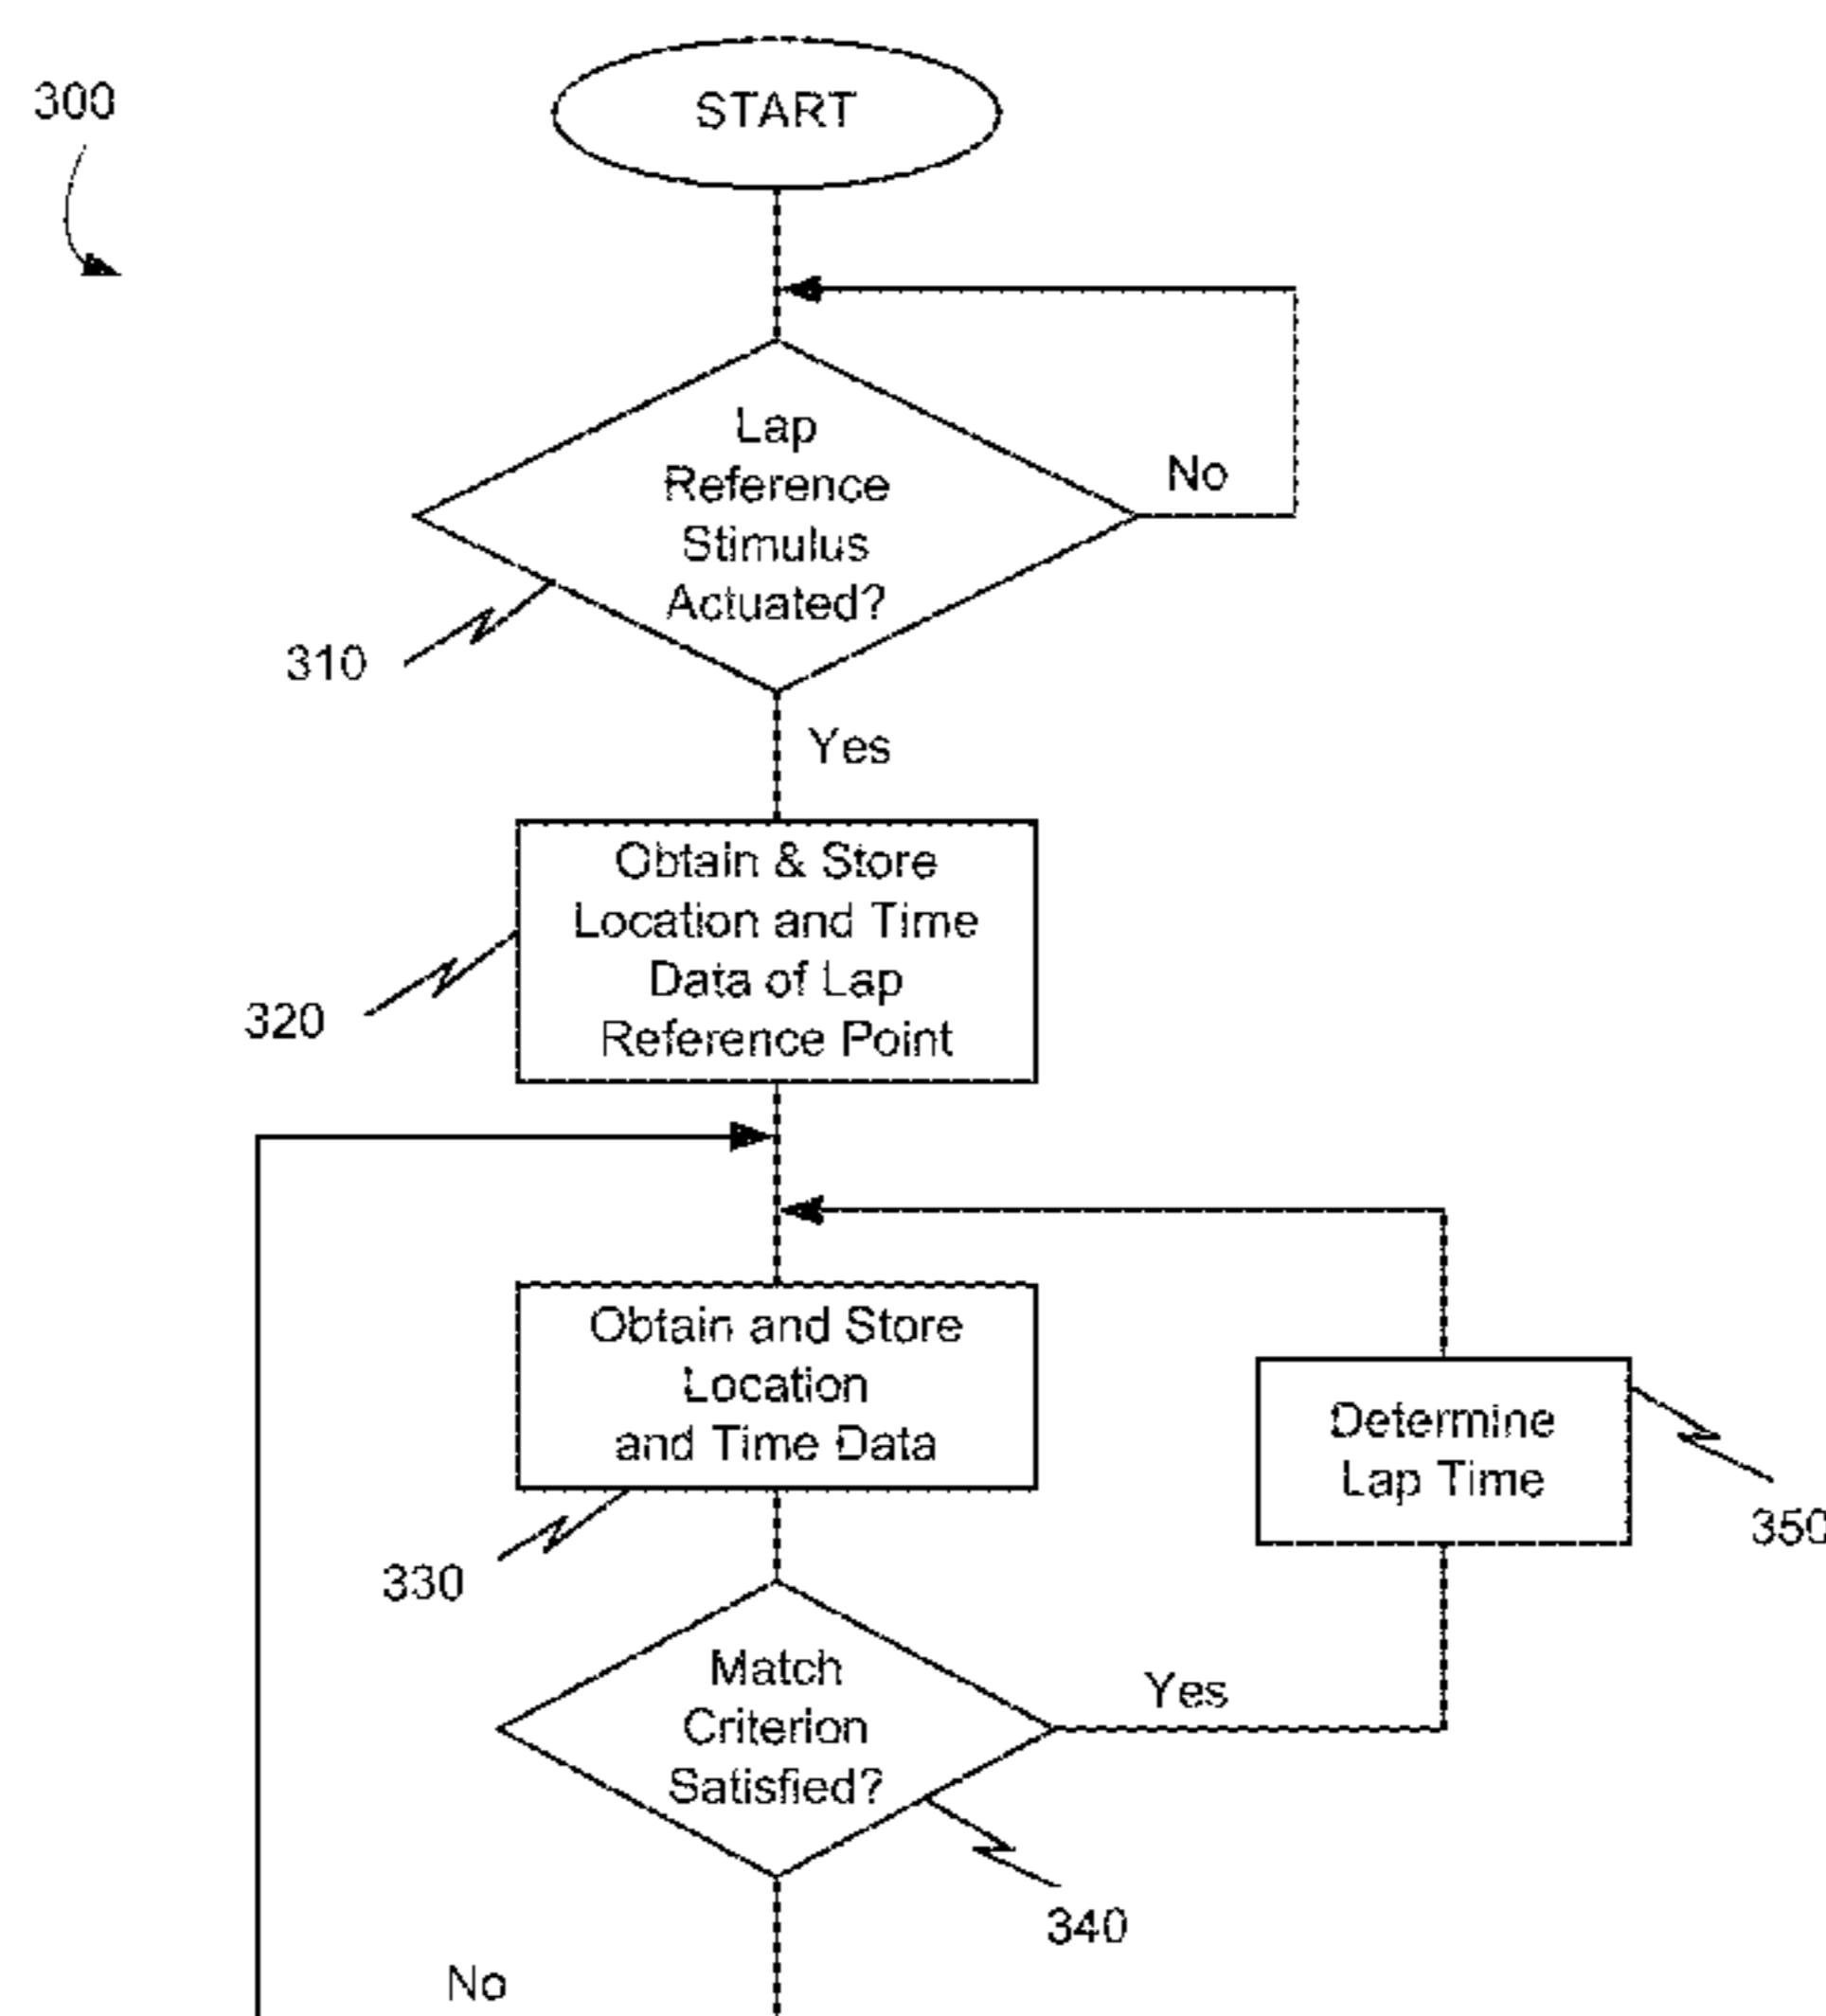 300
START
Lap
Reference
Stimulus
Actuated?
No
310
Yes
Obtain & Store
Location and Time
Data of Lap
Reference Point
320
Obtain and Store
Location
and Time Data
330
Determine
Lap Time
350
Match
Criterion
Satisfied?
Yes
340
No